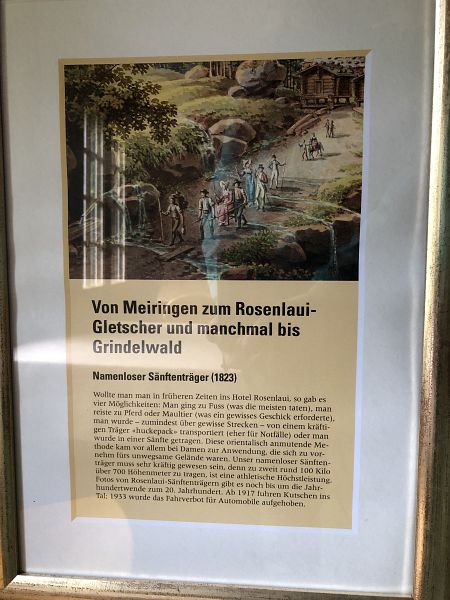 Von Meiringen zum Rosenlaui-
Gletscher und manchmal bis
Grindelwald
Namenloser Sänftenträger (1823)
Wollte man man in früheren Zeiten ins Hotel Rosenlaui, so gab es
vier Möglichkeiten: Man ging zu Fuss (was die meisten taten), man
reiste zu Pferd oder Maultier (was ein gewisses Geschick erforderte),
man wurde – zumindest über gewisse Strecken – von einem kräfti-
gen Träger «huckepack» transportiert (eher für Notfälle) oder man
wurde in einer Sänfte getragen. Diese orientalisch anmutende Me-
thode kam vor allem bei Damen zur Anwendung, die sich zu vor-
nehm fürs unwegsame Gelände waren. Unser namenloser Sänften-
träger muss sehr kräftig gewesen sein, denn zu zweit rund 100 Kilo
über 700 Höhenmeter zu tragen, ist eine athletische Höchstleistung.
Fotos von Rosenlaui-Sänftenträgern gibt es noch bis um die Jahr-
hundertwende zum 20. Jahrhundert. Ab 1917 fuhren Kutschen ins
Tal; 1933 wurde das Fahrverbot für Automobile aufgehoben.